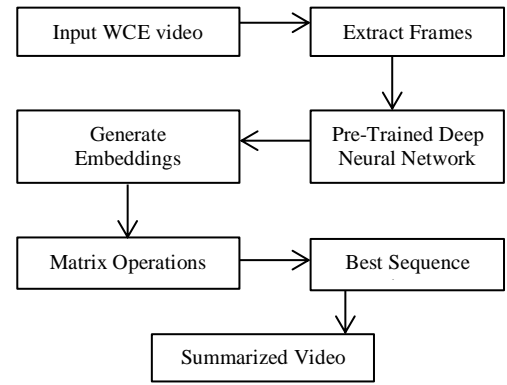 Input WCE video
Extract Frames
Pre-Trained Deep
Neural Network
Generate
Embeddings
Matrix Operations
Best Sequence
Summarized Video